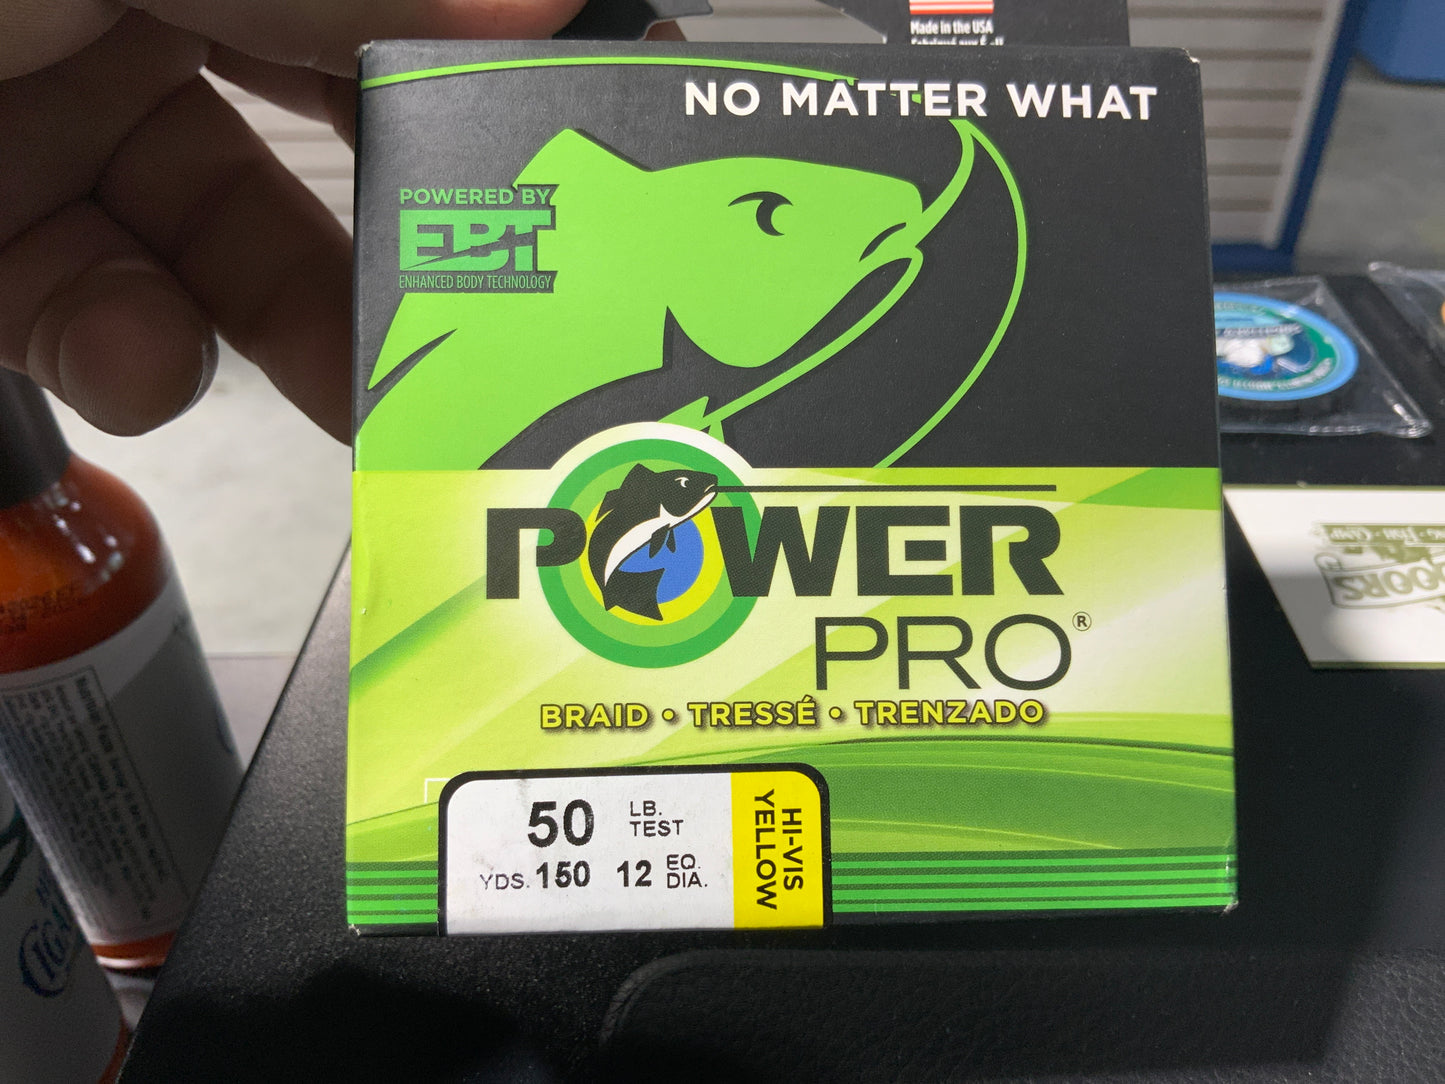 Made in the USA
NO MATTER WHAT
POWERED BY
EBT
ENHANCED BODY TECHNOLOGY
POWER
PRO®
BRAID • TRESSÉ • TRENZADO
50 LB. TEST
YDS. 150 12 EQ. DIA.
HI-VIS
YELLOW